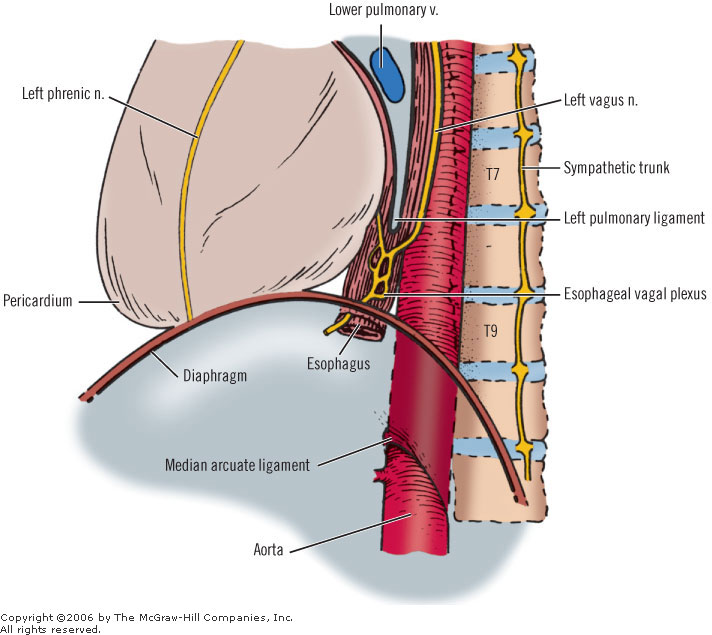 Lower pulmonary v.
Left phrenic n.
Left vagus n.
T7
Sympathetic trunk
Left pulmonary ligament
Pericardium
Esophageal vagal plexus
T9
Esophagus
Diaphragm
Median arcuate ligament
Aorta
Copyright ©2006 by The McGraw-Hill Companies, Inc.
All rights reserved.